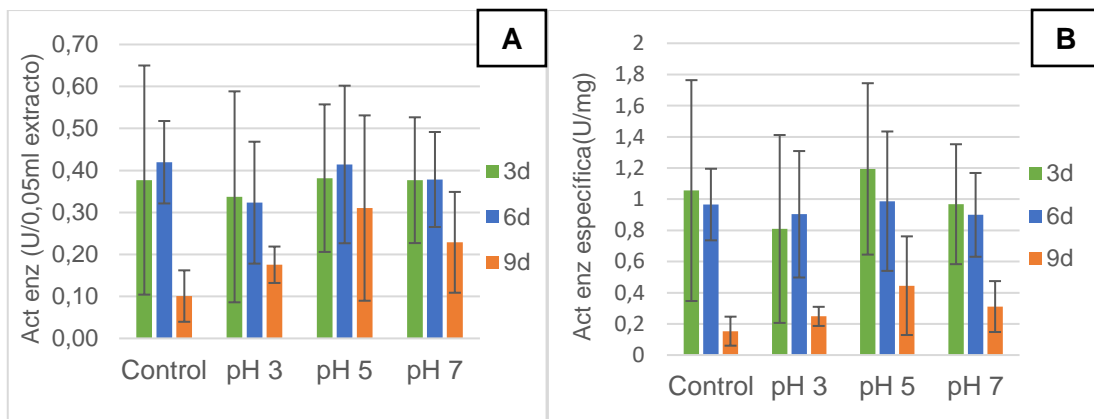 A
Act enz (U/0,05ml extracto)
0,70
0,60
0,50
0,40
0,30
0,20
0,10
0,00
Control pH 3 pH 5 pH 7
3d
6d
9d
B
Act enz específica(U/mg)
2
1,8
1,6
1,4
1,2
1
0,8
0,6
0,4
0,2
0
Control pH 3 pH 5 pH 7
3d
6d
9d